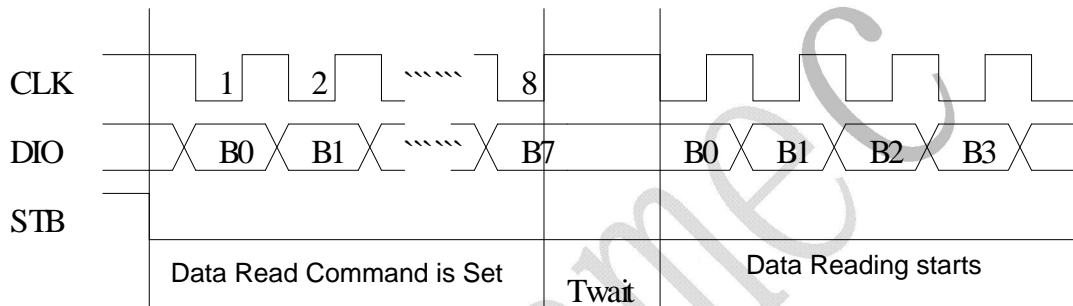 CLK 1 2 ``````` 8
DIO B0 B1 ``````` B7 B0 B1 B2 B3
STB
Data Read Command is Set Data Reading starts
Twait